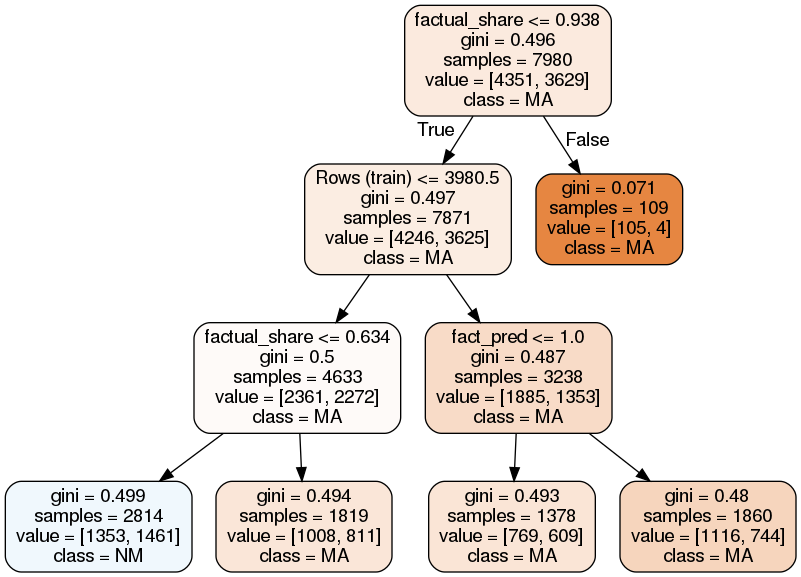 factual_share <= 0.938
gini = 0.496
samples = 7980
value = [4351, 3629]
class = MA
True
False
Rows (train) <= 3980.5
gini = 0.497
samples = 7871
value = [4246, 3625]
class = MA
gini = 0.071
samples = 109
value = [105, 4]
class = MA
factual_share <= 0.634
gini = 0.5
samples = 4633
value = [2361, 2272]
class = MA
fact_pred <= 1.0
gini = 0.487
samples = 3238
value = [1885, 1353]
class = MA
gini = 0.499
samples = 2814
value = [1353, 1461]
class = NM
gini = 0.494
samples = 1819
value = [1008, 811]
class = MA
gini = 0.493
samples = 1378
value = [769, 609]
class = MA
gini = 0.48
samples = 1860
value = [1116, 744]
class = MA